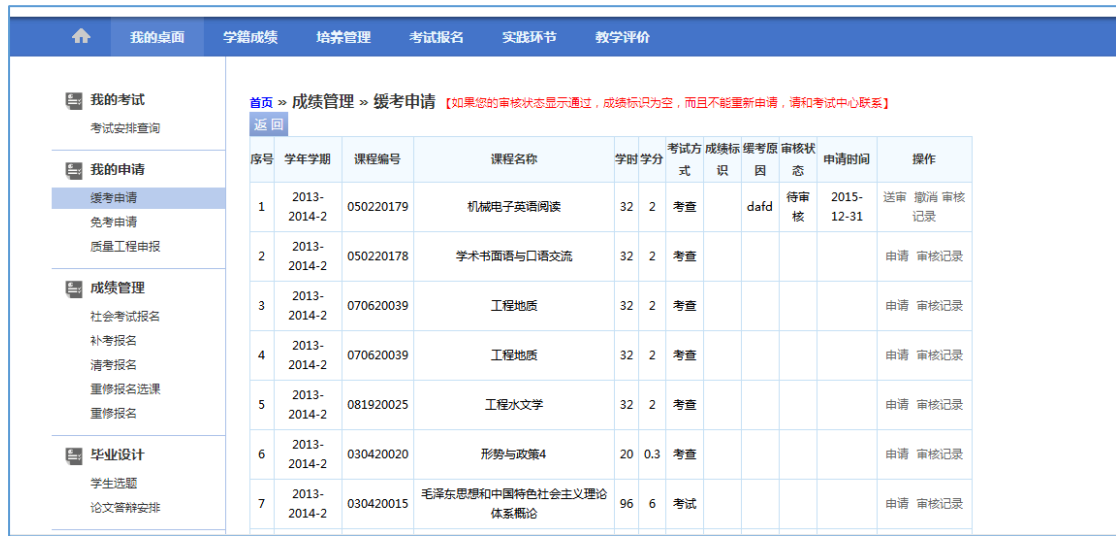 我的桌面 学籍成绩 培养管理 考试报名 实践环节 教学评价
我的考试
考试安排查询
我的申请
缓考申请
免考申请
质量工程申报
成绩管理
社会考试报名
补考报名
清考报名
重修报名选课
重修报名
毕业设计
学生选题
论文答辩安排
首页 » 成绩管理 » 缓考申请 【如果您的审核状态显示通过，成绩标识为空，而且不能重新申请，请和考试中心联系】
返回
序号 学年学期 课程编号 课程名称 学时 学分 考试方式 成绩标识 缓考原因 审核状态 申请时间 操作
1 2013-2014-2 050220179 机械电子英语阅读 32 2 考查 dafd 待审核 2015-12-31 送审 撤消 审核记录
2 2013-2014-2 050220178 学术书面语与口语交流 32 2 考查 申请 审核记录
3 2013-2014-2 070620039 工程地质 32 2 考查 申请 审核记录
4 2013-2014-2 070620039 工程地质 32 2 考查 申请 审核记录
5 2013-2014-2 081920025 工程水文学 32 2 考查 申请 审核记录
6 2013-2014-2 030420020 形势与政策4 20 0.3 考查 申请 审核记录
7 2013-2014-2 030420015 毛泽东思想和中国特色社会主义理论体系概论 96 6 考试 申请 审核记录